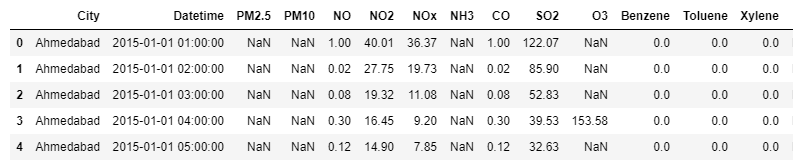 City Datetime PM2.5 PM10 NO NO2 NOx NH3 CO SO2 O3 Benzene Toluene Xylene
0 Ahmedabad 2015-01-01 01:00:00 NaN NaN 1.00 40.01 36.37 NaN 1.00 122.07 NaN 0.0 0.0 0.0
1 Ahmedabad 2015-01-01 02:00:00 NaN NaN 0.02 27.75 19.73 NaN 0.02 85.90 NaN 0.0 0.0 0.0
2 Ahmedabad 2015-01-01 03:00:00 NaN NaN 0.08 19.32 11.08 NaN 0.08 52.83 NaN 0.0 0.0 0.0
3 Ahmedabad 2015-01-01 04:00:00 NaN NaN 0.30 16.45 9.20 NaN 0.30 39.53 153.58 0.0 0.0 0.0
4 Ahmedabad 2015-01-01 05:00:00 NaN NaN 0.12 14.90 7.85 NaN 0.12 32.63 NaN 0.0 0.0 0.0